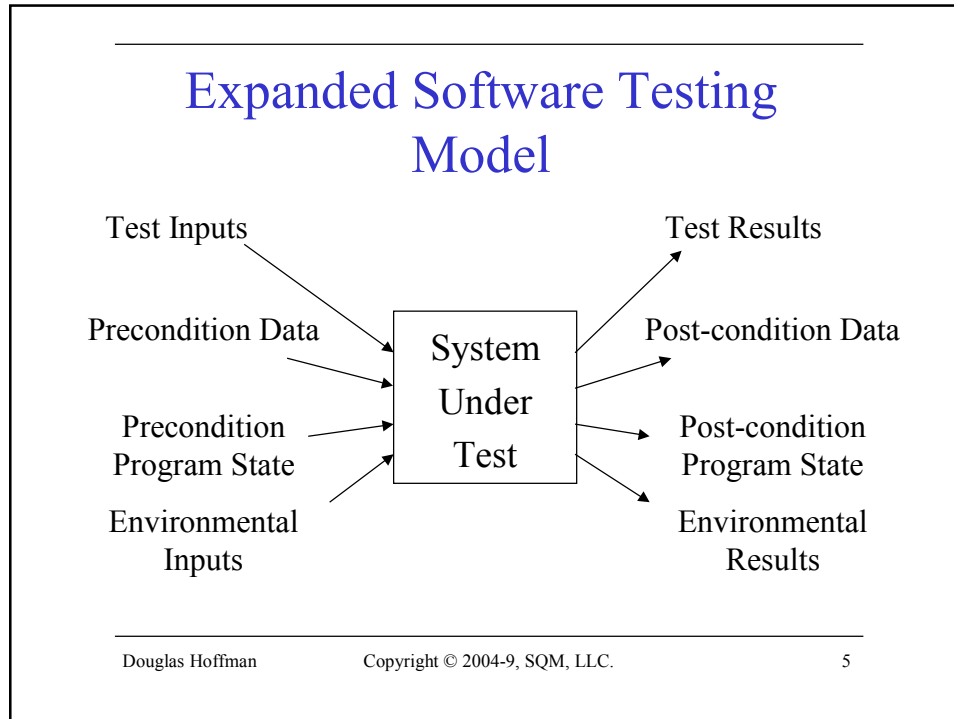 Expanded Software Testing
Model
Test Inputs
Test Results
Precondition Data
Post-condition Data
System
Under
Test
Precondition
Program State
Post-condition
Program State
Environmental
Inputs
Environmental
Results
Douglas Hoffman
Copyright © 2004-9, SQM, LLC.
5